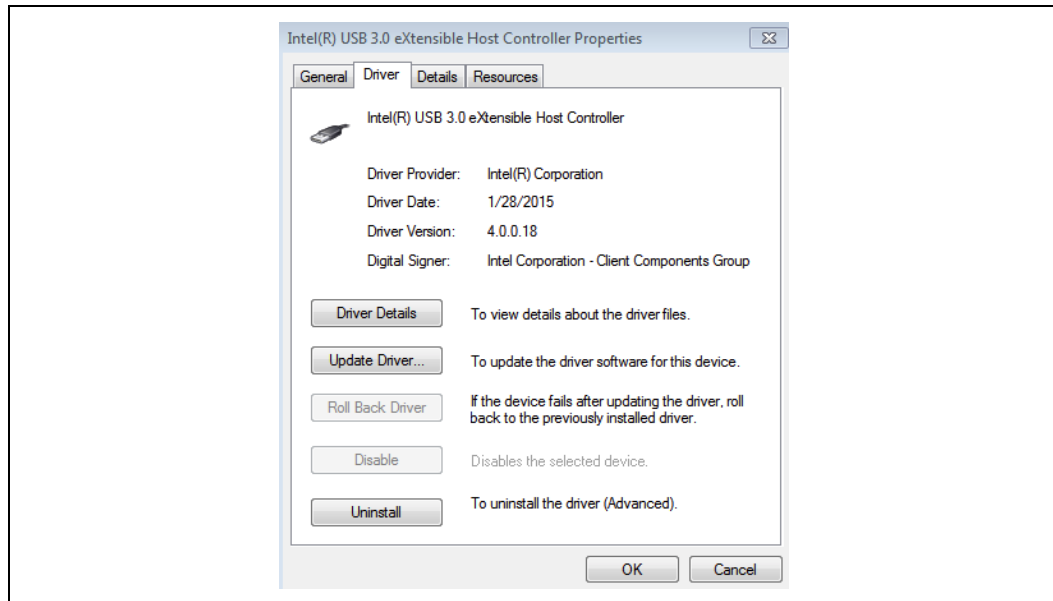 Intel(R) USB 3.0 eXtensible Host Controller Properties
General Driver Details Resources
Intel(R) USB 3.0 eXtensible Host Controller
Driver Provider: Intel(R) Corporation
Driver Date: 1/28/2015
Driver Version: 4.0.0.18
Digital Signer: Intel Corporation - Client Components Group
Driver Details To view details about the driver files.
Update Driver... To update the driver software for this device.
Roll Back Driver If the device fails after updating the driver, roll
back to the previously installed driver.
Disable Disables the selected device.
Uninstall To uninstall the driver (Advanced).
OK Cancel